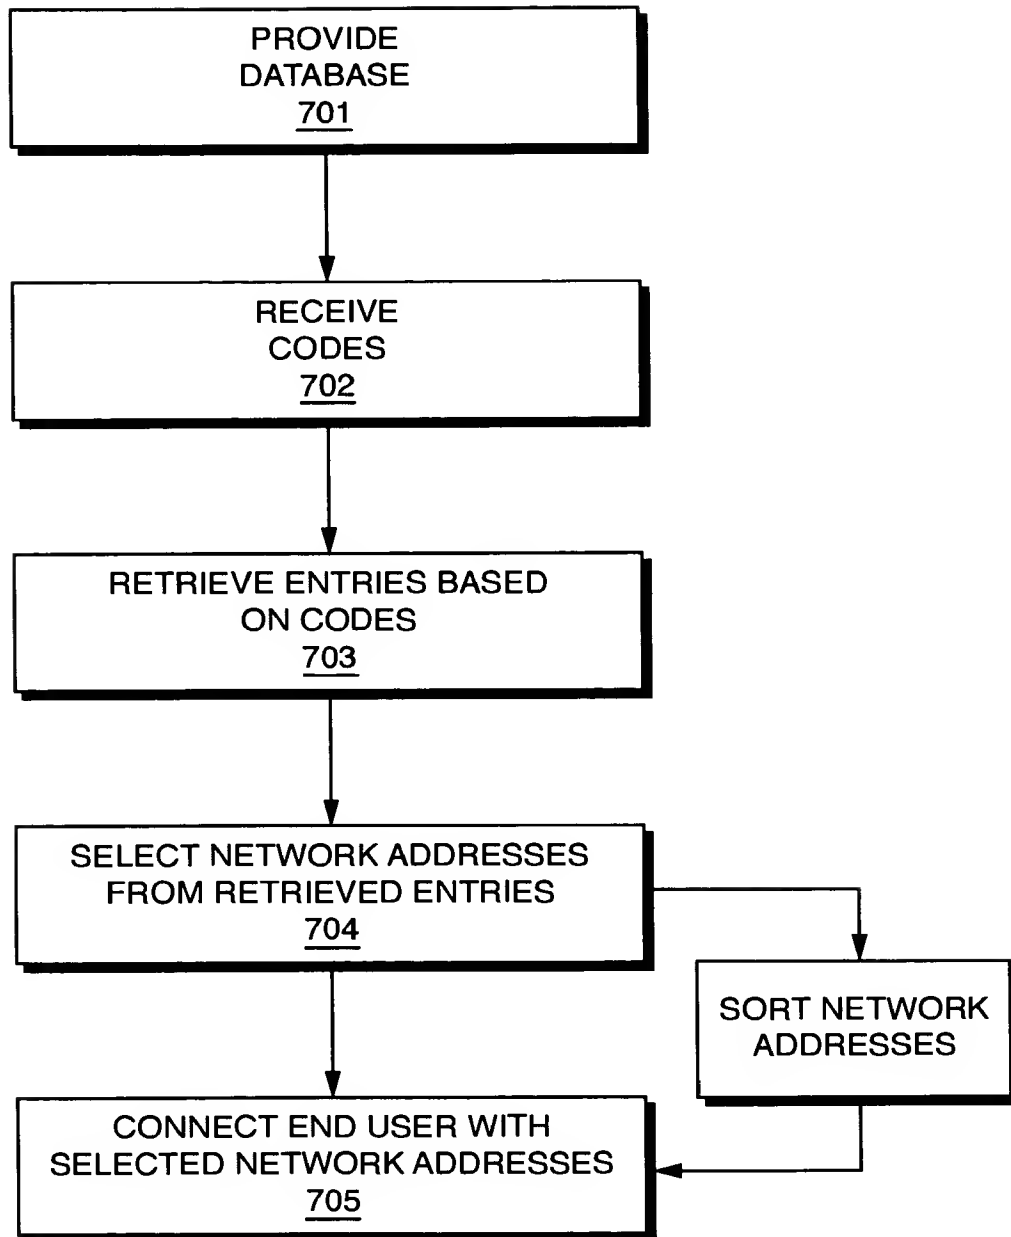 PROVIDE
DATABASE
701
RECEIVE
CODES
702
RETRIEVE ENTRIES BASED
ON CODES
703
SELECT NETWORK ADDRESSES
FROM RETRIEVED ENTRIES
704
SORT NETWORK
ADDRESSES
CONNECT END USER WITH
SELECTED NETWORK ADDRESSES
705